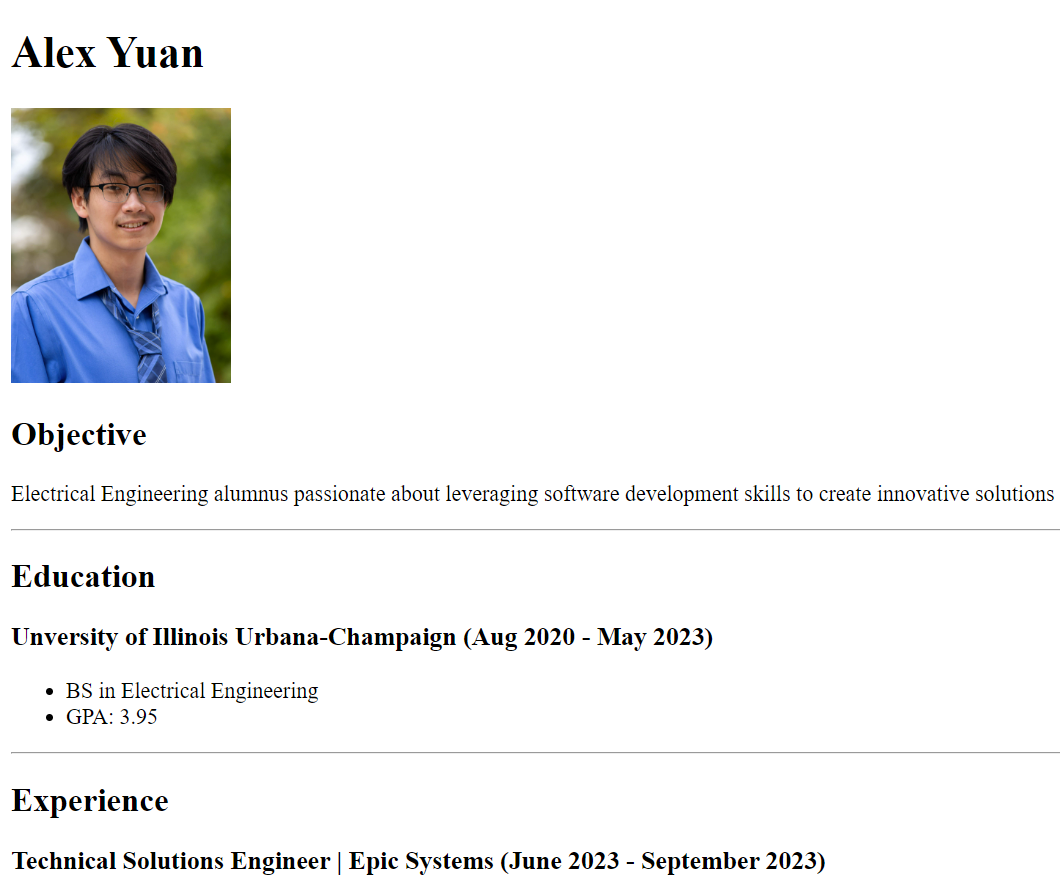 Alex Yuan
Objective
Electrical Engineering alumnus passionate about leveraging software development skills to create innovative solutions
Education
Unversity of Illinois Urbana-Champaign (Aug 2020 - May 2023)
BS in Electrical Engineering
GPA: 3.95
Experience
Technical Solutions Engineer | Epic Systems (June 2023 - September 2023)